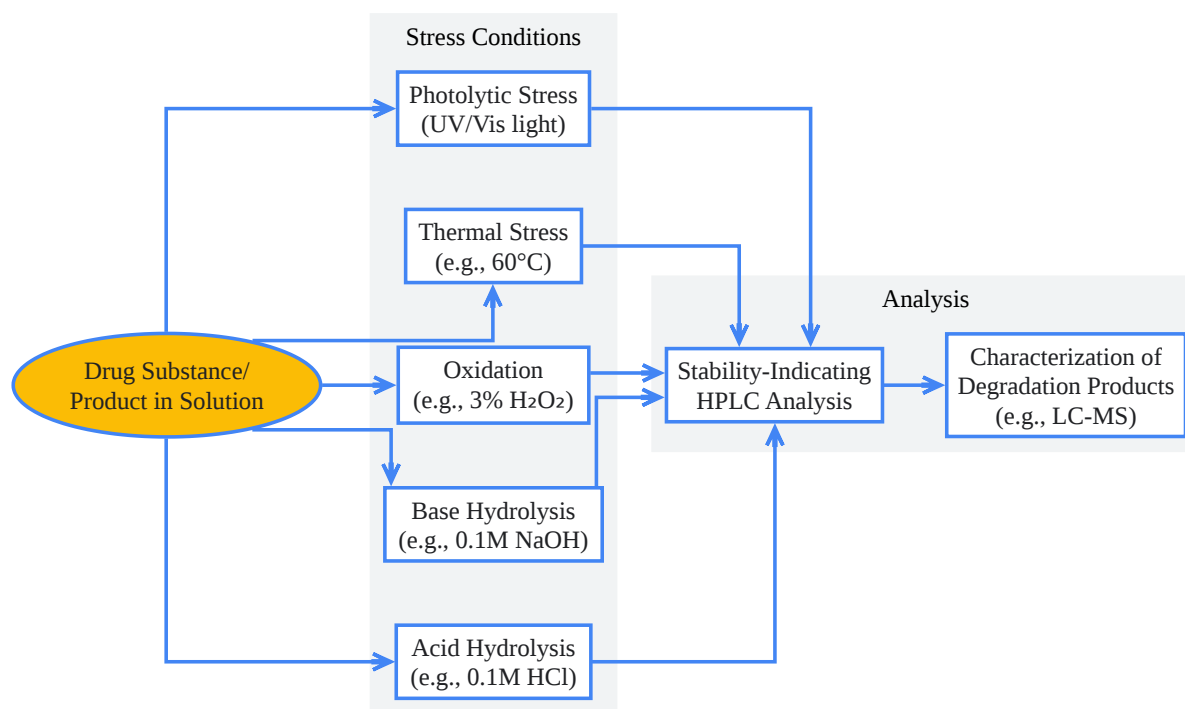 Stress Conditions
Photolytic Stress
(UV/Vis light)
Thermal Stress
(e.g., 60°C)
Analysis
Drug Substance/
Product in Solution
Oxidation
(e.g., 3% H₂O₂)
Stability-Indicating
HPLC Analysis
Characterization of
Degradation Products
(e.g., LC-MS)
Base Hydrolysis
(e.g., 0.1M NaOH)
Acid Hydrolysis
(e.g., 0.1M HCl)